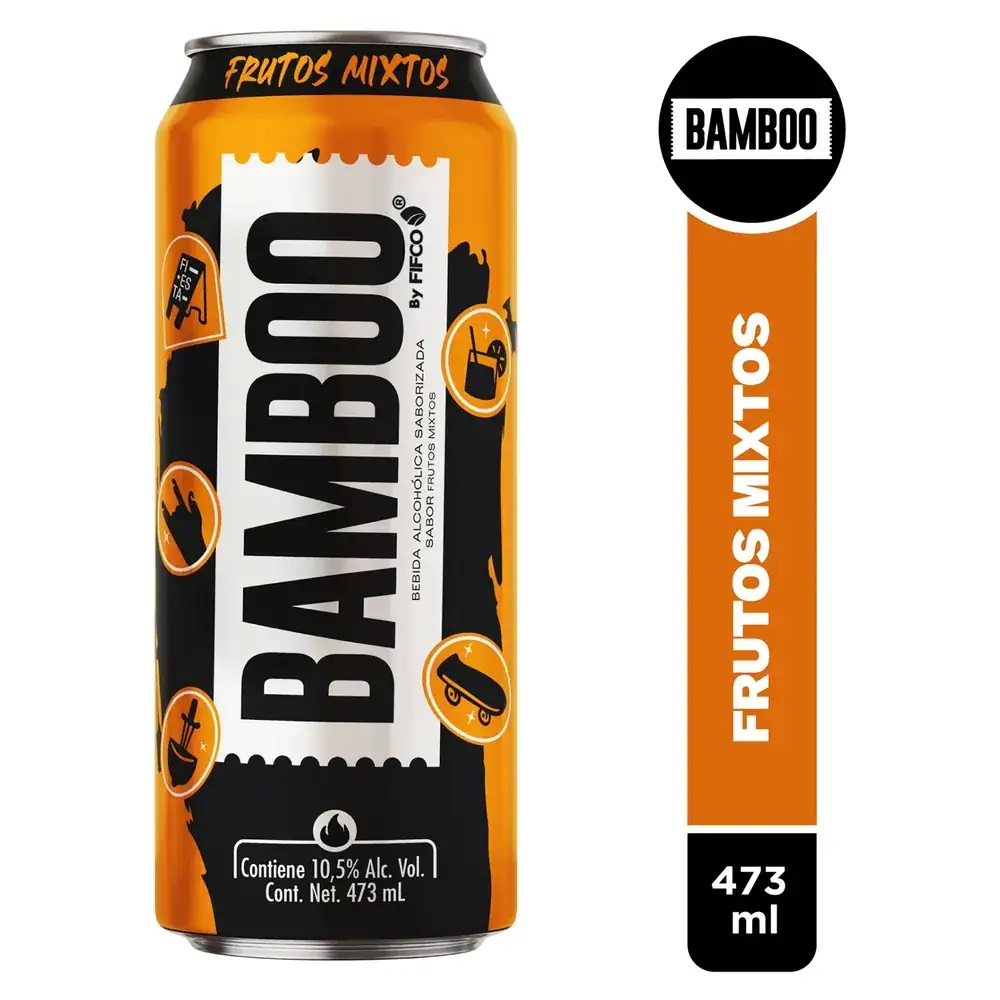 FRUTOS MIXTOS
BAMBOO®
By FIFCO
BEBIDA ALCOHÓLICA SABORIZADA
SABOR FRUTOS MIXTOS
FI
ES
TA
Contiene 10,5% Alc. Vol.
Cont. Net. 473 mL
BAMBOO
FRUTOS MIXTOS
473
ml